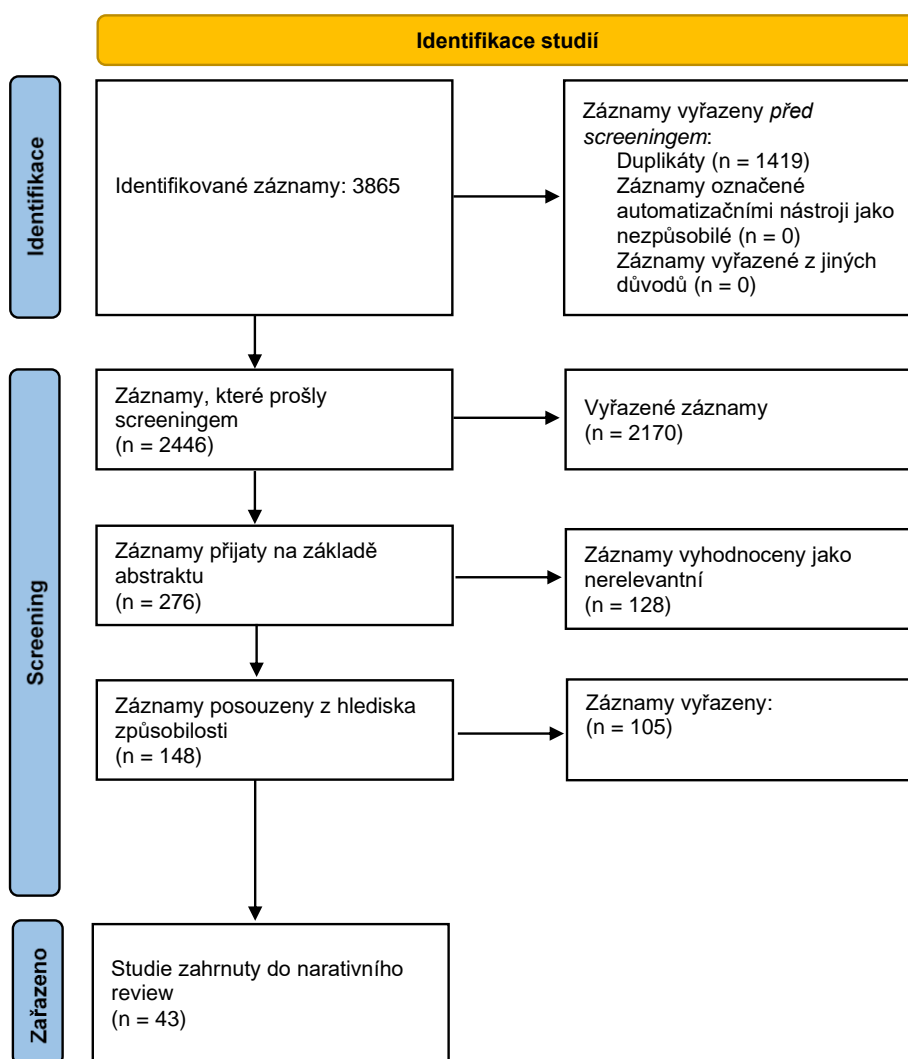 Identifikace studií
Identifikace
Identifikované záznamy: 3865
Záznamy vyřazeny před
screeningem:
Duplikáty (n = 1419)
Záznamy označené
automatizačními nástroji jako
nezpůsobilé (n = 0)
Záznamy vyřazené z jiných
důvodů (n = 0)
Screening
Záznamy, které prošly
screeningem
(n = 2446)
Vyřazené záznamy
(n = 2170)
Záznamy přijaty na základě
abstraktu
(n = 276)
Záznamy vyhodnoceny jako
nerelevantní
(n = 128)
Záznamy posouzeny z hlediska
způsobilosti
(n = 148)
Záznamy vyřazeny:
(n = 105)
Zařazeno
Studie zahrnuty do narativního
review
(n = 43)